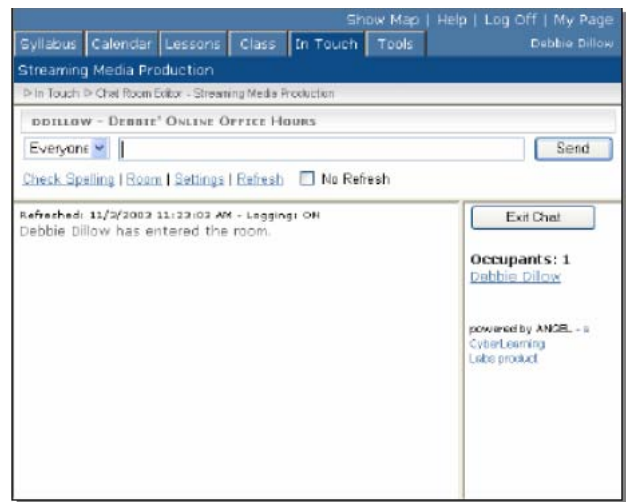 Show Map | Help | Log Off | My Page
Syllabus Calendar Lessons Class In Touch Tools Debbie Dillow
Streaming Media Production
In Touch Chat Room Editor - Streaming Media Production
DDILLOW - DEBBIE' ONLINE OFFICE HOURS
Everyone Send
Check Spelling | Room | Settings | Refresh No Refresh
Refreshed: 11/2/2003 11:23:03 AM - Logging: ON
Debbie Dillow has entered the room.
Exit Chat
Occupants: 1
Debbie Dillow
powered by ANGEL - a
CyberLearning
Labs product